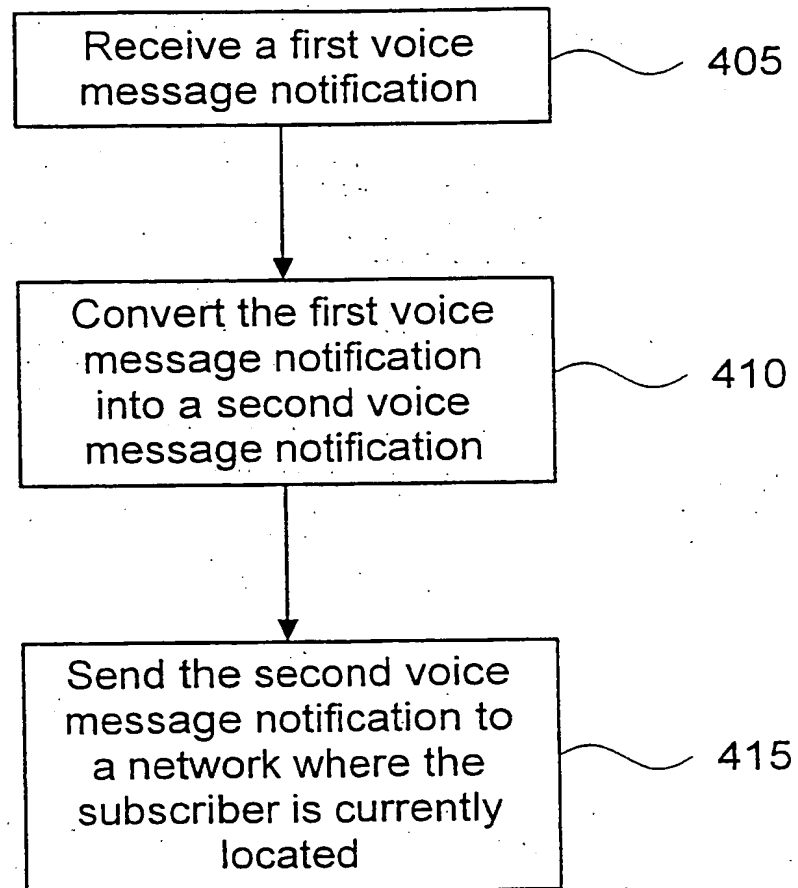 Receive a first voice
message notification
405
Convert the first voice
message notification
into a second voice
message notification
410
Send the second voice
message notification to
a network where the
subscriber is currently
located
415